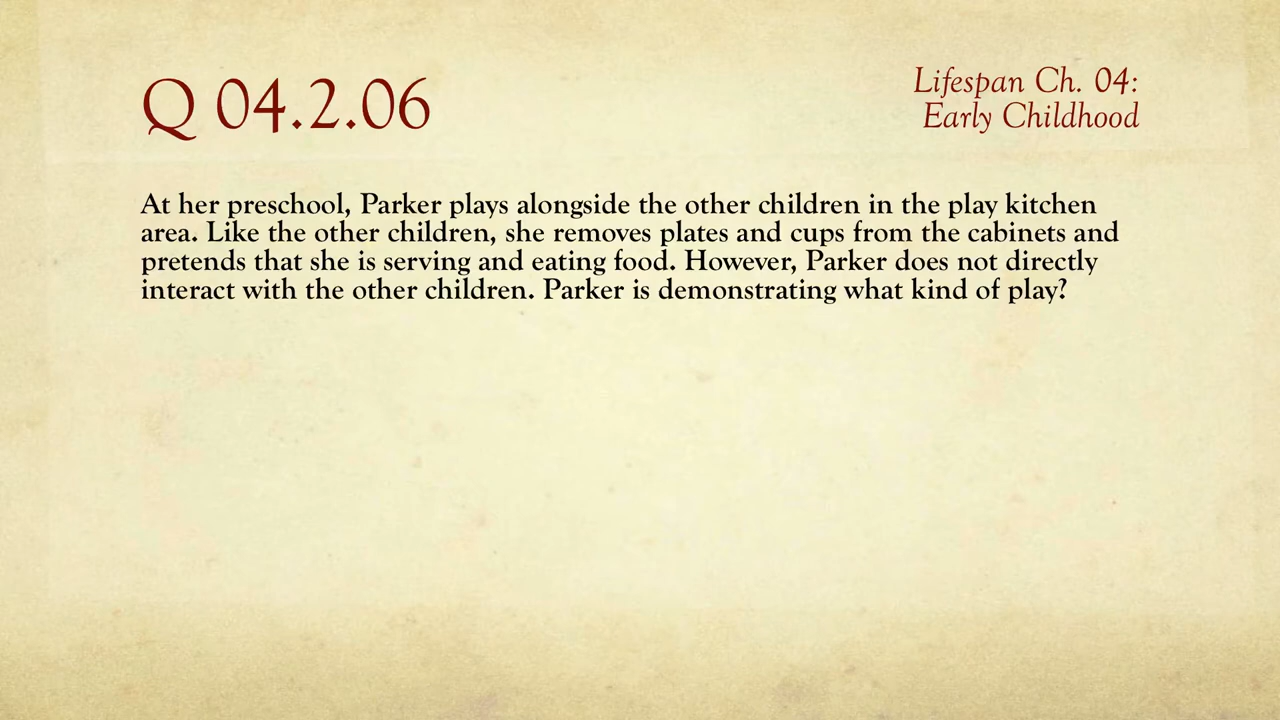 Q 04.2.06
Lifespan Ch. 04:
Early Childhood
At her preschool, Parker plays alongside the other children in the play kitchen
area. Like the other children, she removes plates and cups from the cabinets and
pretends that she is serving and eating food. However, Parker does not directly
interact with the other children. Parker is demonstrating what kind of play?